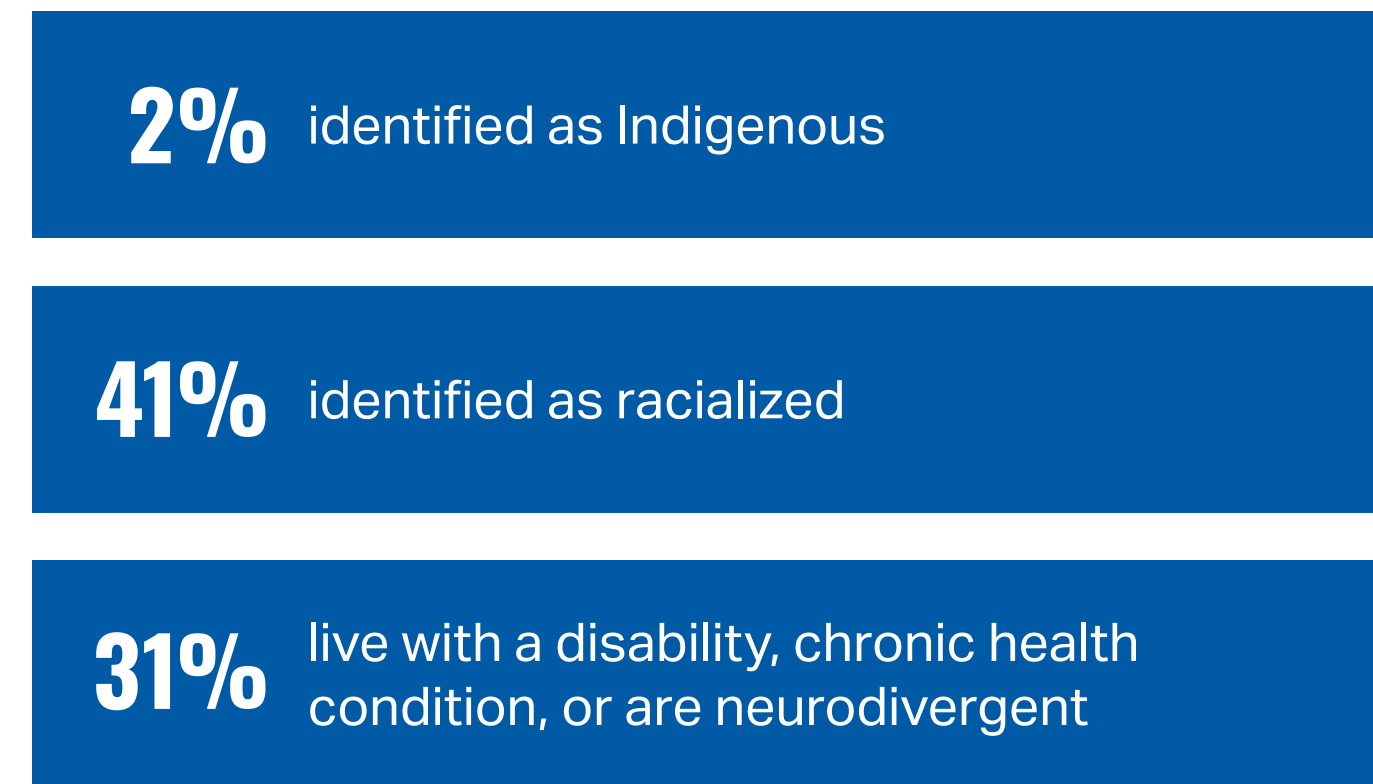 2% identified as Indigenous
41% identified as racialized
31% live with a disability, chronic health
condition, or are neurodivergent